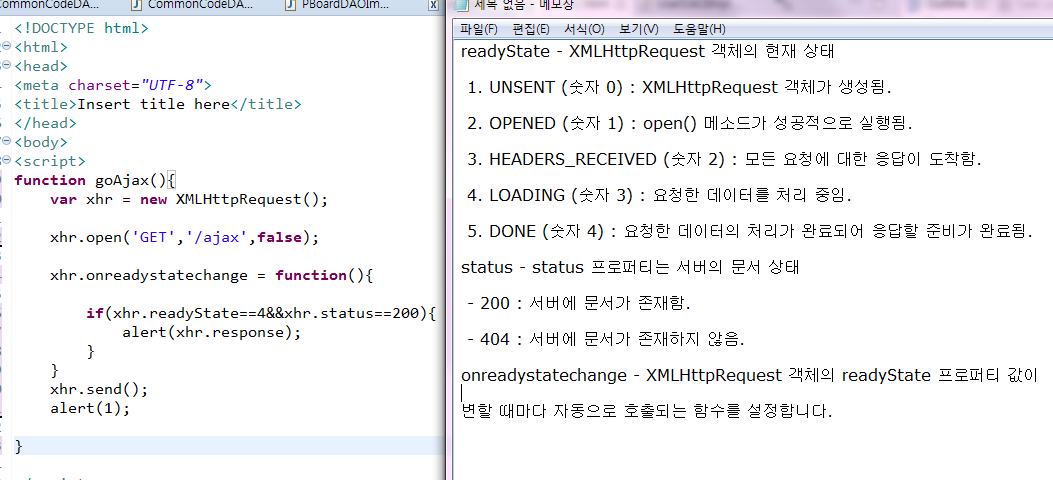 CommonCodeDA...
CommonCodeDA...
PBoardDAOIm...
<!DOCTYPE html>
<html>
<head>
<meta charset="UTF-8">
<title>Insert title here</title>
</head>
<body>
<script>
function goAjax(){
var xhr = new XMLHttpRequest();
xhr.open('GET','/ajax',false);
xhr.onreadystatechange = function(){
if(xhr.readyState==4&&xhr.status==200){
alert(xhr.response);
}
}
xhr.send();
alert(1);
}
제목 없음 - 메모장
파일(F) 편집(E) 서식(O) 보기(V) 도움말(H)
readyState - XMLHttpRequest 객체의 현재 상태
1. UNSENT (숫자 0) : XMLHttpRequest 객체가 생성됨.
2. OPENED (숫자 1) : open() 메소드가 성공적으로 실행됨.
3. HEADERS_RECEIVED (숫자 2) : 모든 요청에 대한 응답이 도착함.
4. LOADING (숫자 3) : 요청한 데이터를 처리 중임.
5. DONE (숫자 4) : 요청한 데이터의 처리가 완료되어 응답할 준비가 완료됨.
status - status 프로퍼티는 서버의 문서 상태
- 200 : 서버에 문서가 존재함.
- 404 : 서버에 문서가 존재하지 않음.
onreadystatechange - XMLHttpRequest 객체의 readyState 프로퍼티 값이
변할 때마다 자동으로 호출되는 함수를 설정합니다.